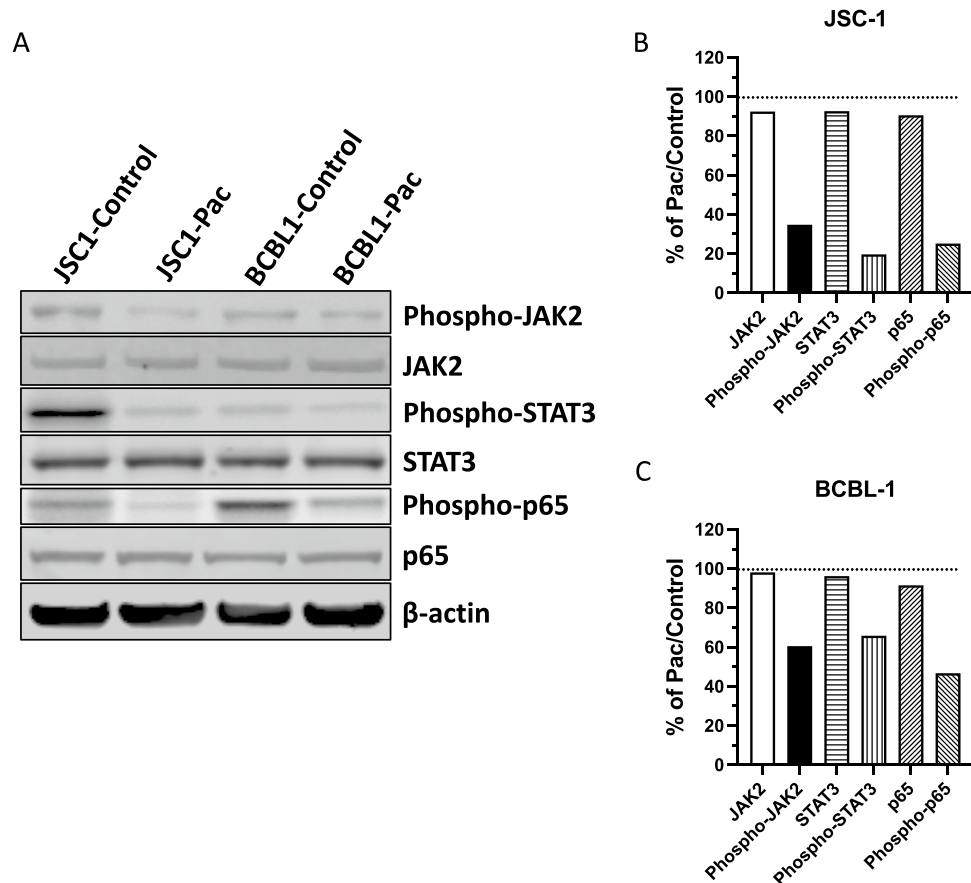 A
JSC1-Control
JSC1-Pac
BCBL1-Control
BCBL1-Pac
Phospho-JAK2
JAK2
Phospho-STAT3
STAT3
Phospho-p65
p65
β-actin
B
JSC-1
% of Pac/Control
120
100
80
60
40
20
0
JAK2
Phospho-JAK2
STAT3
Phospho-STAT3
p65
Phospho-p65
C
BCBL-1
% of Pac/Control
120
100
80
60
40
20
0
JAK2
Phospho-JAK2
STAT3
Phospho-STAT3
p65
Phospho-p65